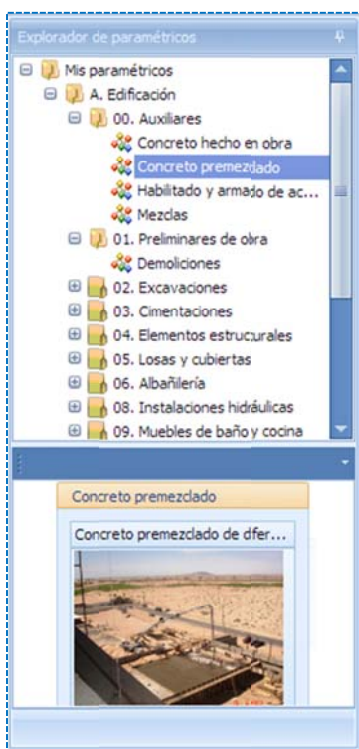 Explorador de paramétricos
Mis paramétricos
A. Edificación
00. Auxiliares
Concreto hecho en obra
Concreto premezclado
Habilitado y armado de ac...
Mezclas
01. Preliminares de obra
Demoliciones
02. Excavaciones
03. Cimentaciones
04. Elementos estructurales
05. Losas y cubiertas
06. Albañilería
08. Instalaciones hidráulicas
09. Muebles de baño y cocina
Concreto premezclado
Concreto premezclado de difer...